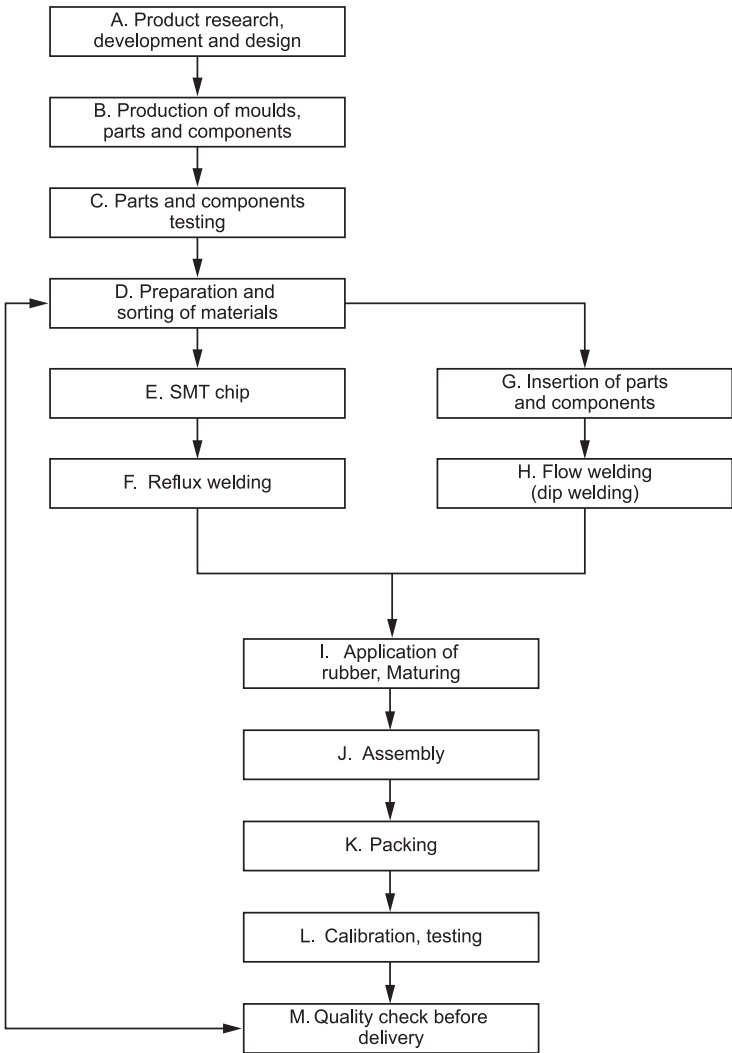 A. Product research,
development and design
B. Production of moulds,
parts and components
C. Parts and components
testing
D. Preparation and
sorting of materials
E. SMT chip
G. Insertion of parts
and components
F. Reflux welding
H. Flow welding
(dip welding)
I. Application of
rubber, Maturing
J. Assembly
K. Packing
L. Calibration, testing
M. Quality check before
delivery